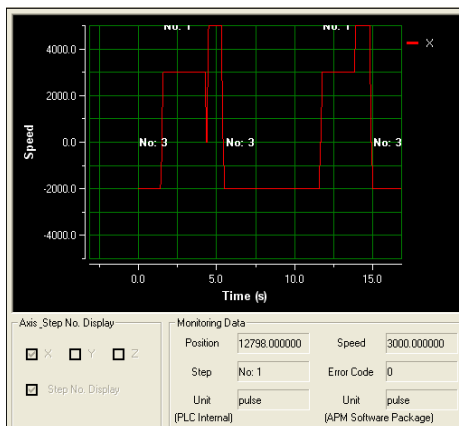 No: 1 No: 1
X
4000.0
2000.0
0.0
-2000.0
-4000.0
Speed
No: 3 No: 3 No: 3
0.0 5.0 10.0 15.0
Time (s)
Axis_Step No. Display
X Y Z
Step No. Display
Monitoring Data
Position 12798.000000 Speed 3000.000000
Step No: 1 Error Code 0
Unit pulse Unit pulse
(PLC Internal) (APM Software Package)